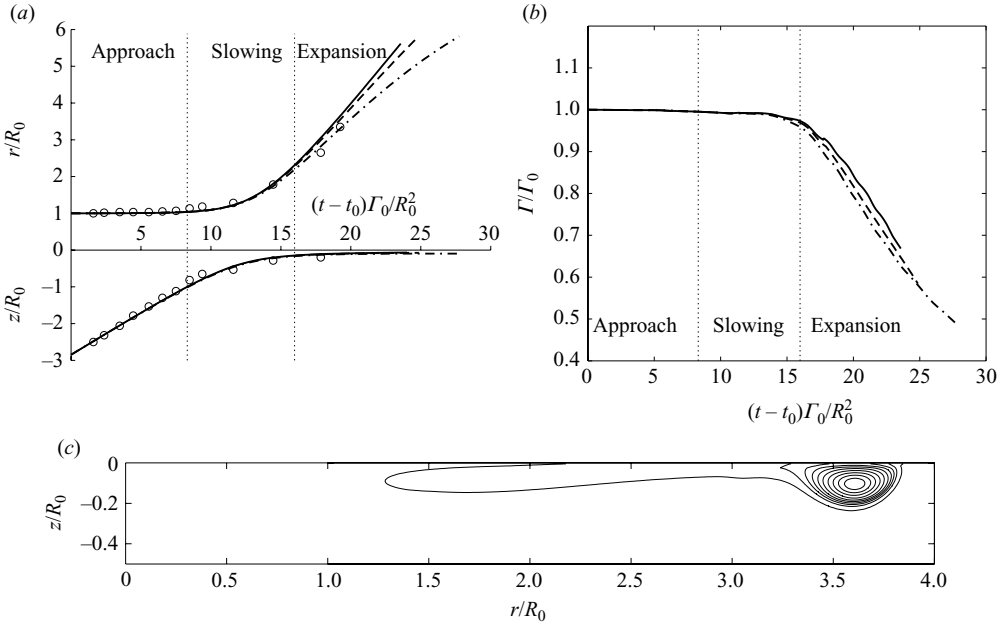 (a)
6
5
4
3
2
1
0
r/R0
Approach
Slowing
Expansion
(t – t0)Γ0/R0²
5
10
15
20
25
30
–1
–2
–3
z/R0
(b)
1.1
1.0
0.9
0.8
0.7
0.6
0.5
0.4
Γ/Γ0
Approach
Slowing
Expansion
0
5
10
15
20
25
30
(t – t0)Γ0/R0²
(c)
0
–0.2
–0.4
z/R0
0
0.5
1.0
1.5
2.0
2.5
3.0
3.5
4.0
r/R0